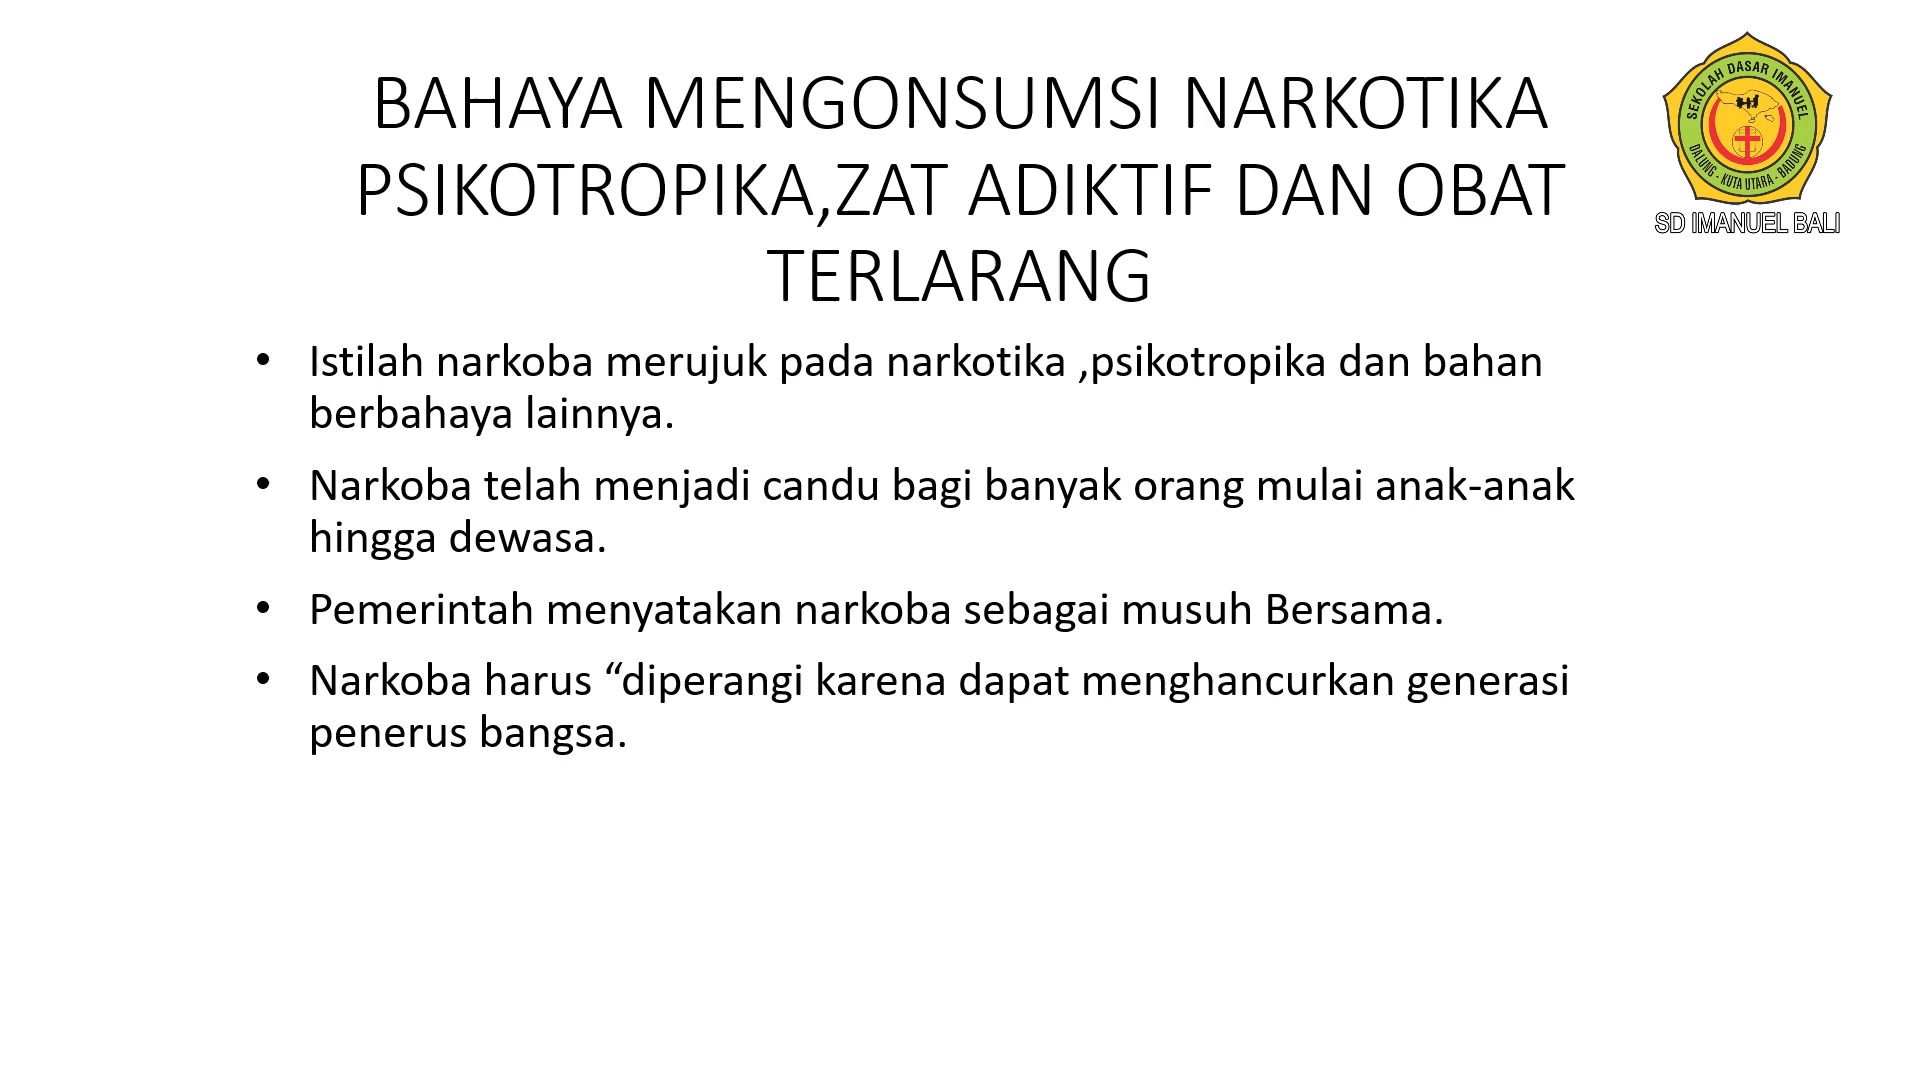 BAHAYA MENGONSUMSI NARKOTIKA
PSIKOTROPIKA,ZAT ADIKTIF DAN OBAT
TERLARANG
SEKOLAH DASAR IMANUEL
DALUNG - KUTA UTARA - BADUNG
SD IMANUEL BALI
• Istilah narkoba merujuk pada narkotika ,psikotropika dan bahan
berbahaya lainnya.
• Narkoba telah menjadi candu bagi banyak orang mulai anak-anak
hingga dewasa.
• Pemerintah menyatakan narkoba sebagai musuh Bersama.
• Narkoba harus “diperangi karena dapat menghancurkan generasi
penerus bangsa.